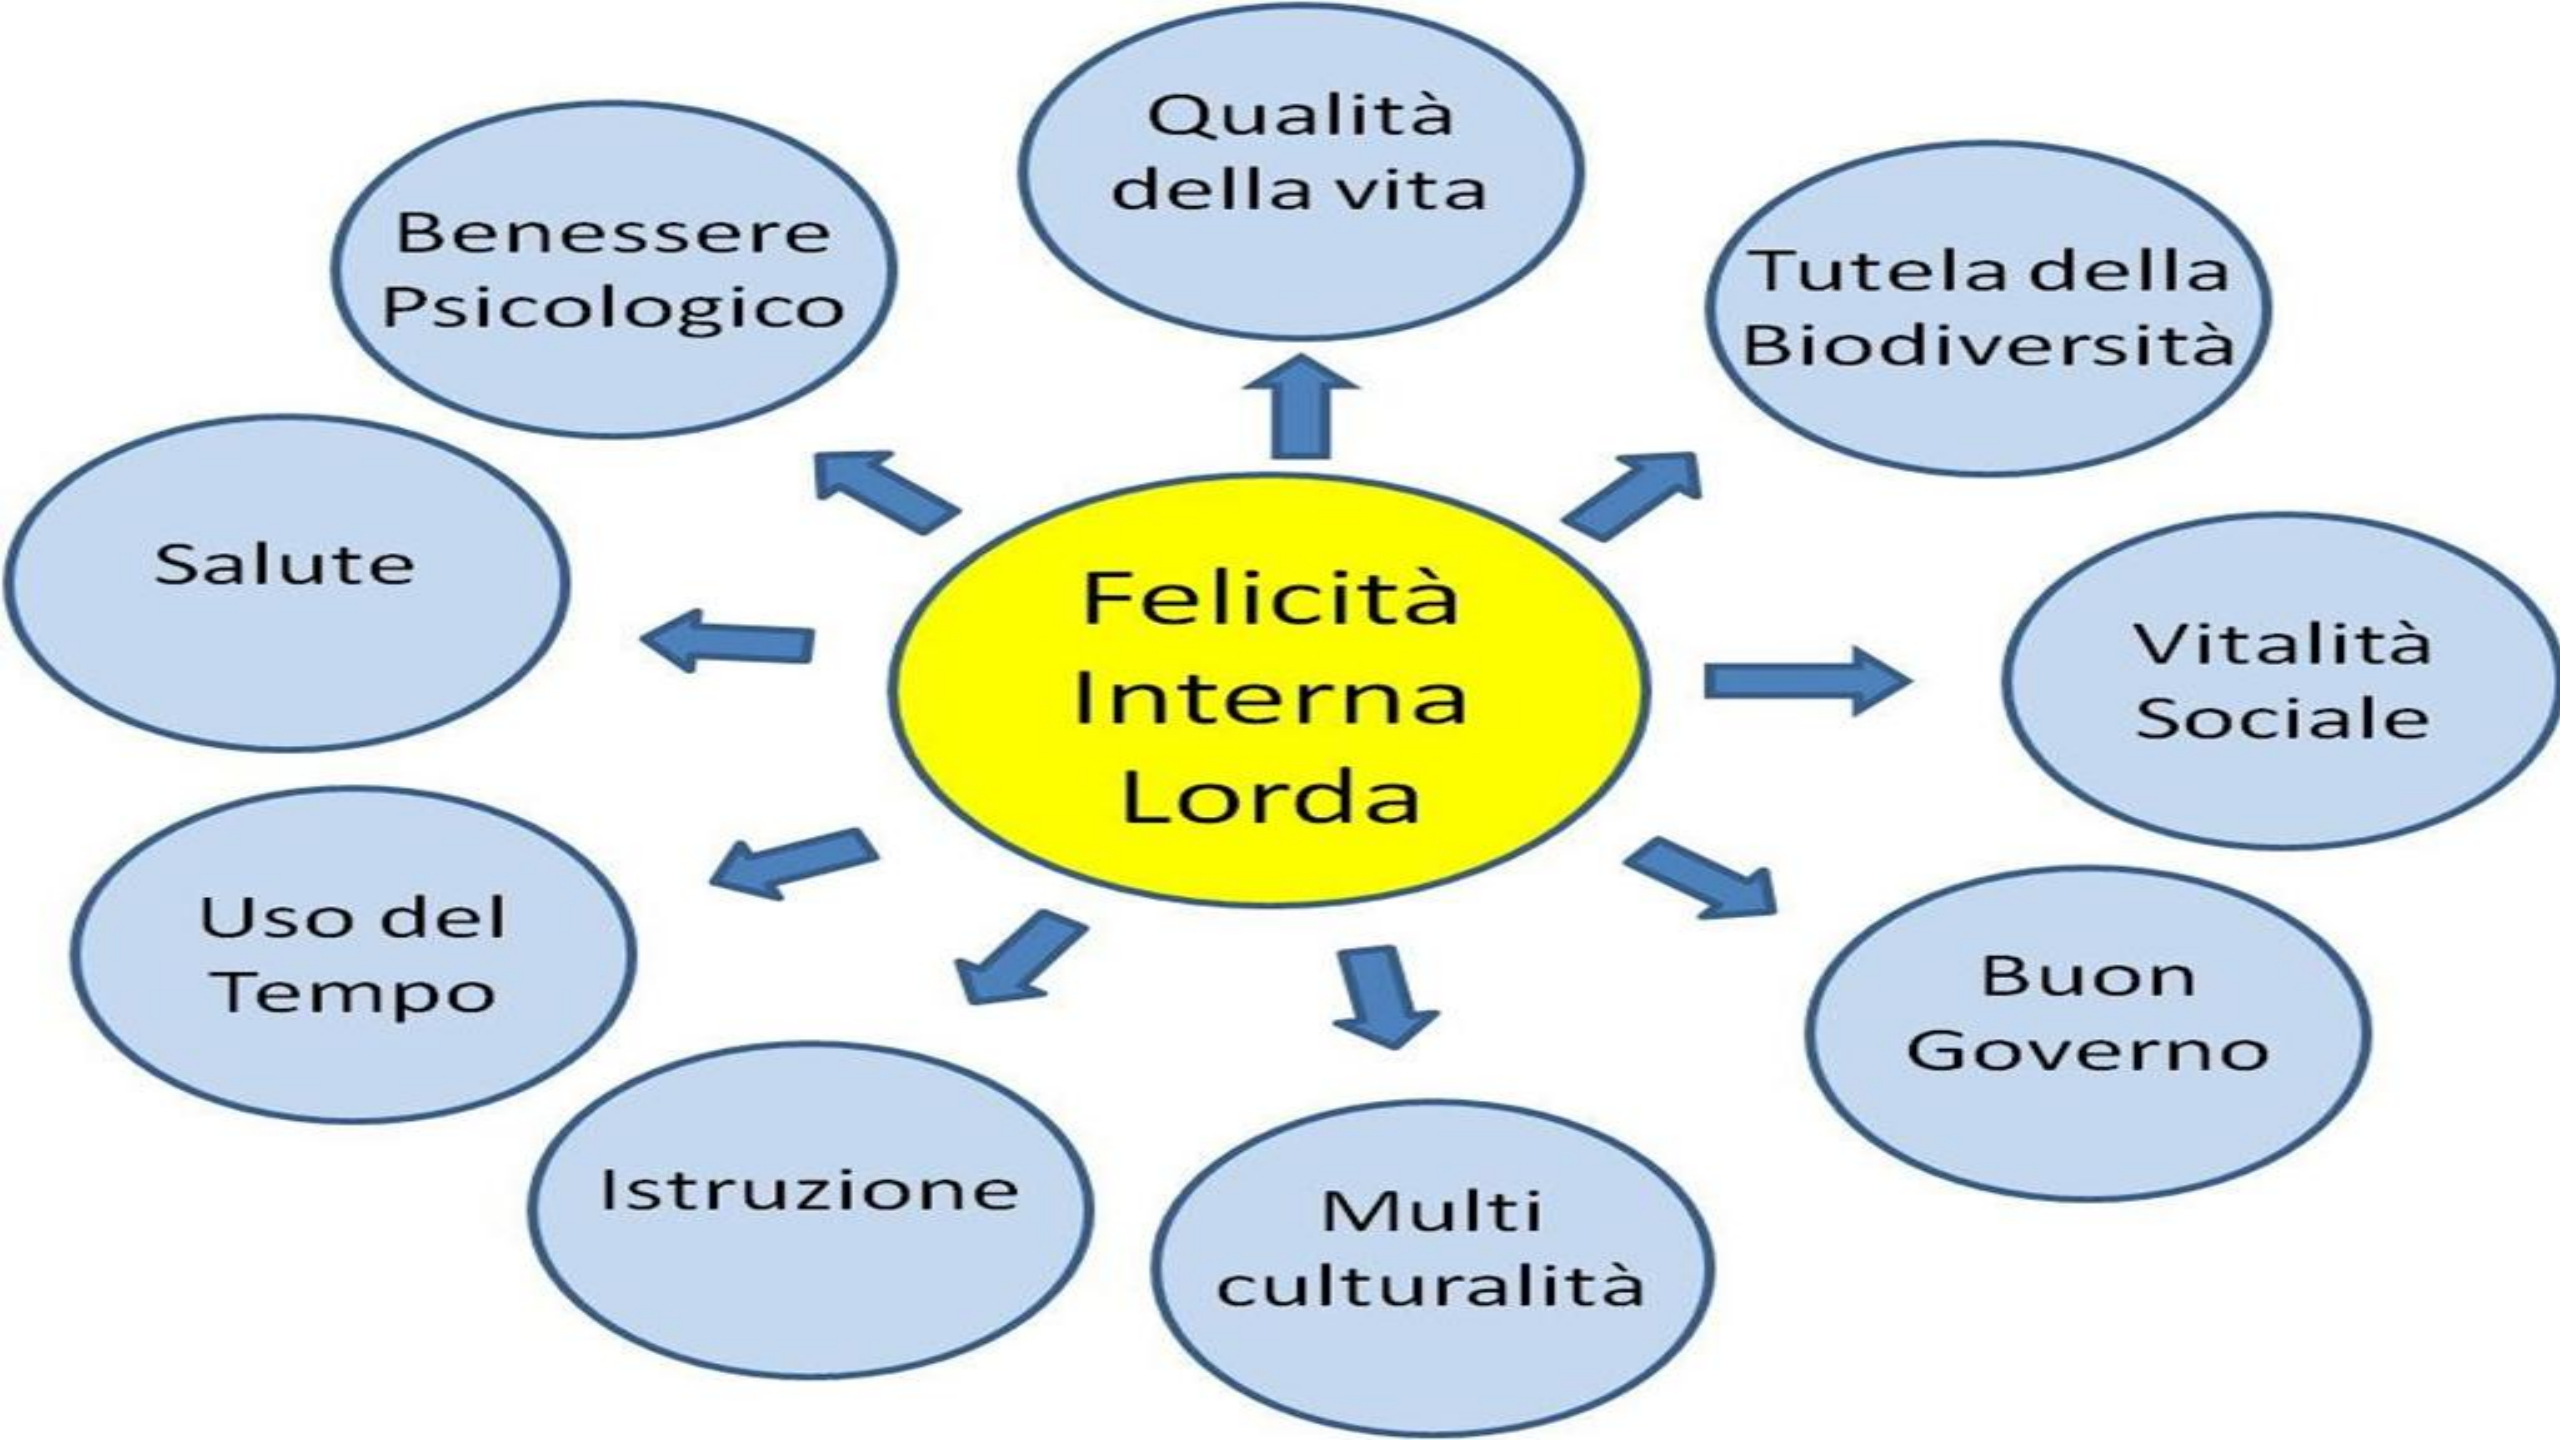 Qualità
della vita
Benessere
Psicologico
Tutela della
Biodiversità
Salute
Felicità
Interna
Lorda
Vitalità
Sociale
Uso del
Tempo
Buon
Governo
Istruzione
Multi
culturalità